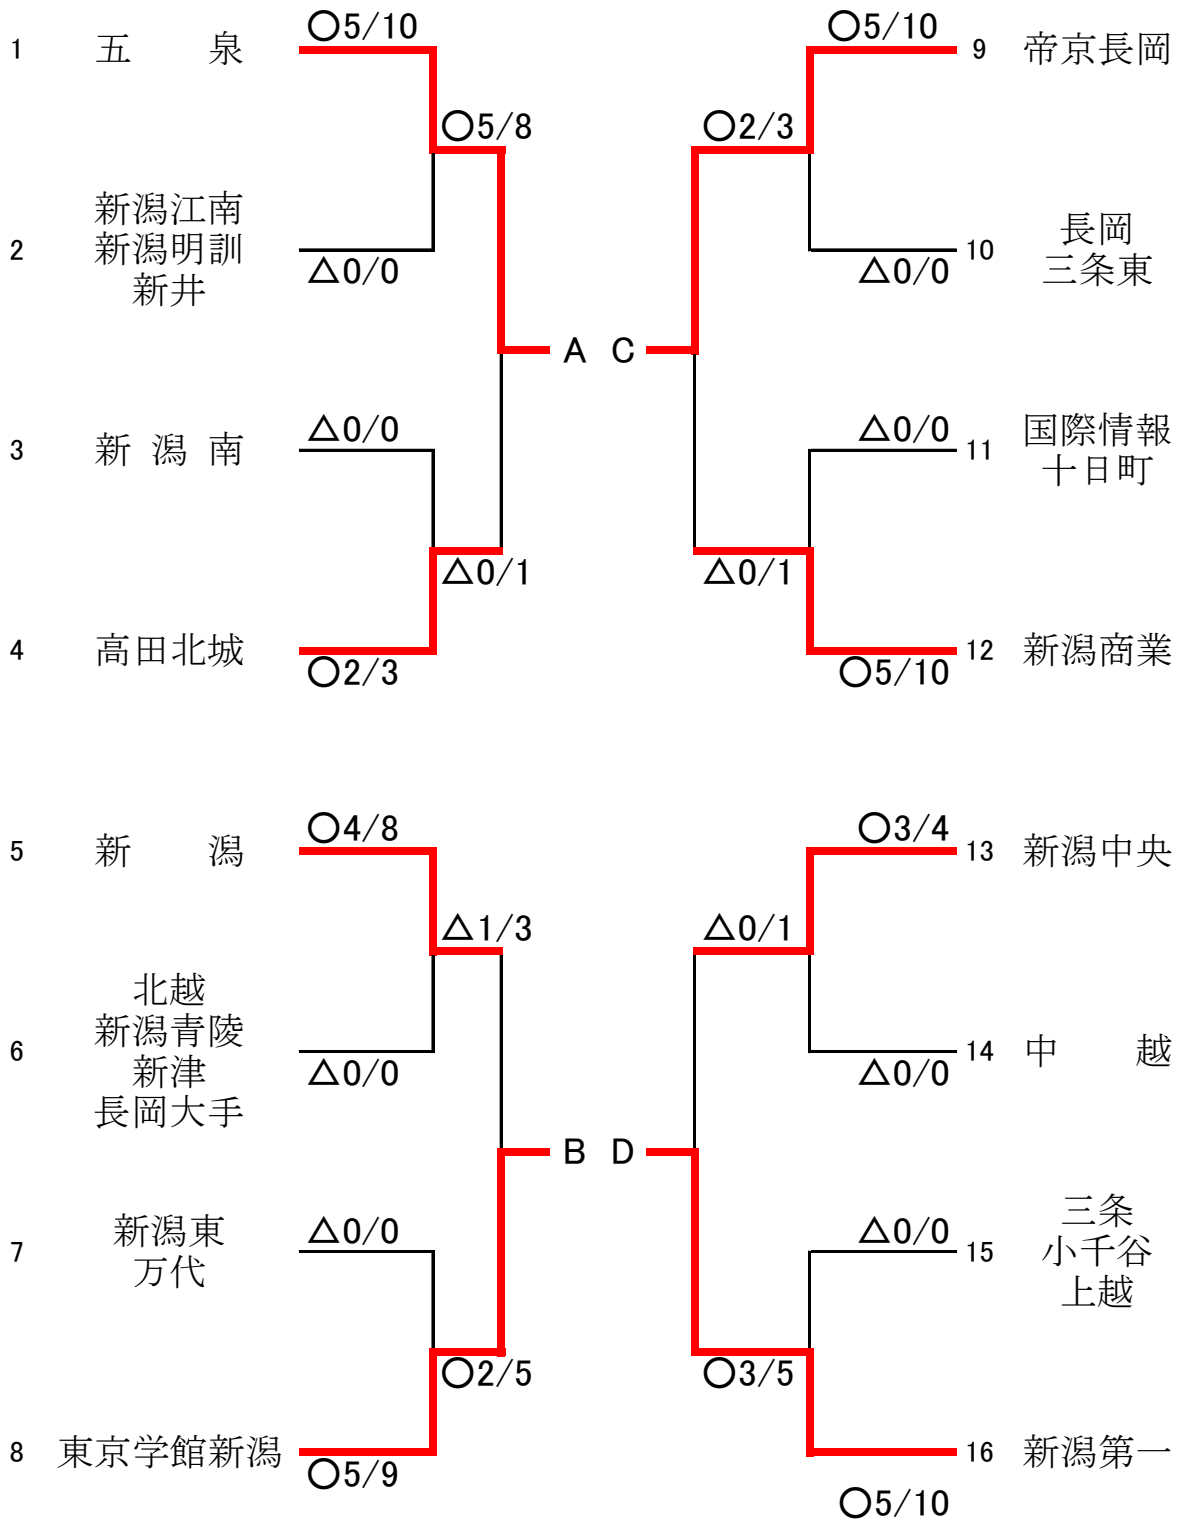 ○5/10
1 五 泉
○5/8
新潟江南
2 新潟明訓
新井
△0/0
A
△0/0
3 新 潟 南
△0/1
4 高田北城
○2/3
○4/8
5 新 潟
△1/3
北越
新潟青陵
6 新津
長岡大手
△0/0
B
△0/0
新潟東
7 万代
○2/5
8 東京学館新潟
○5/9
○5/10
9 帝京長岡
○2/3
長岡
10 三条東
△0/0
C
△0/0
国際情報
11 十日町
△0/1
12 新潟商業
○5/10
○3/4
13 新潟中央
△0/1
14 中 越
△0/0
D
△0/0
三条
15 小千谷
上越
○3/5
16 新潟第一
○5/10